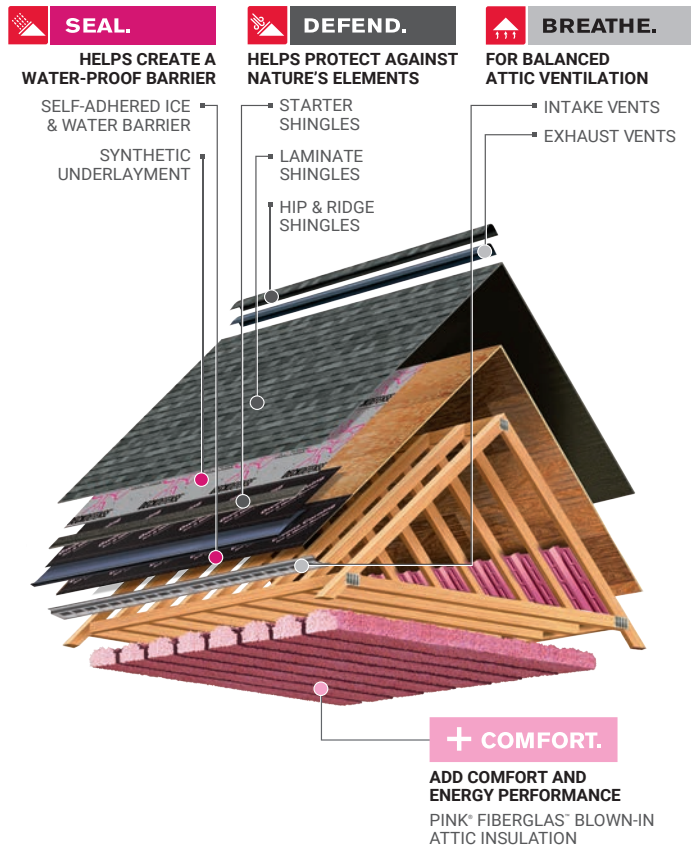 SEAL.
HELPS CREATE A
WATER-PROOF BARRIER
SELF-ADHERED ICE
& WATER BARRIER
SYNTHETIC
UNDERLAYMENT
DEFEND.
HELPS PROTECT AGAINST
NATURE'S ELEMENTS
STARTER
SHINGLES
LAMINATE
SHINGLES
HIP & RIDGE
SHINGLES
BREATHE.
FOR BALANCED
ATTIC VENTILATION
INTAKE VENTS
EXHAUST VENTS
+ COMFORT.
ADD COMFORT AND
ENERGY PERFORMANCE
PINK® FIBERGLAS™ BLOWN-IN
ATTIC INSULATION